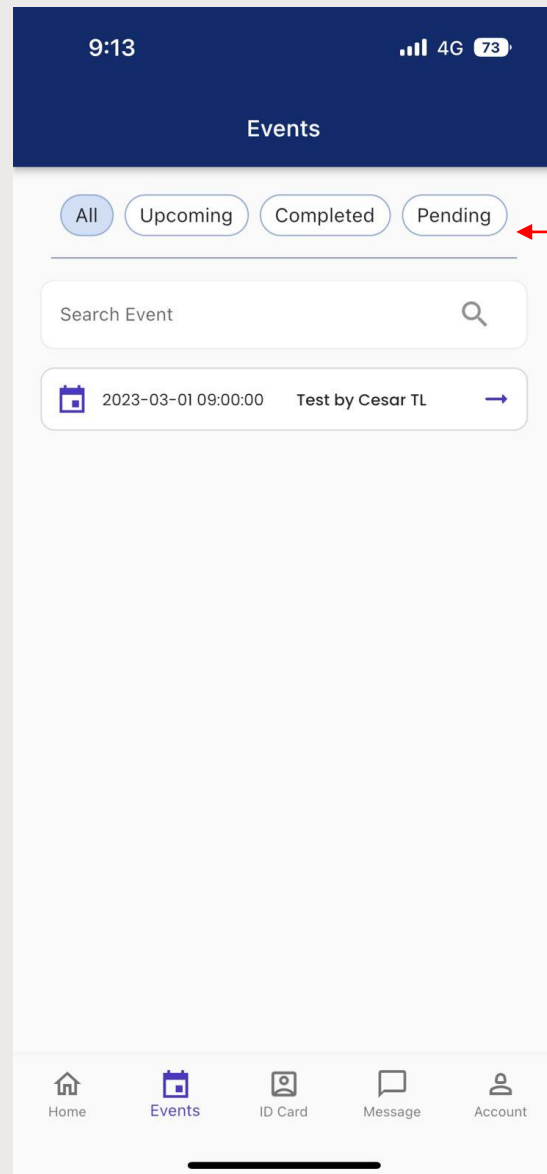 9:13 4G 73
Events
All Upcoming Completed Pending
Search Event
2023-03-01 09:00:00 Test by Cesar TL
Home Events ID Card Message Account